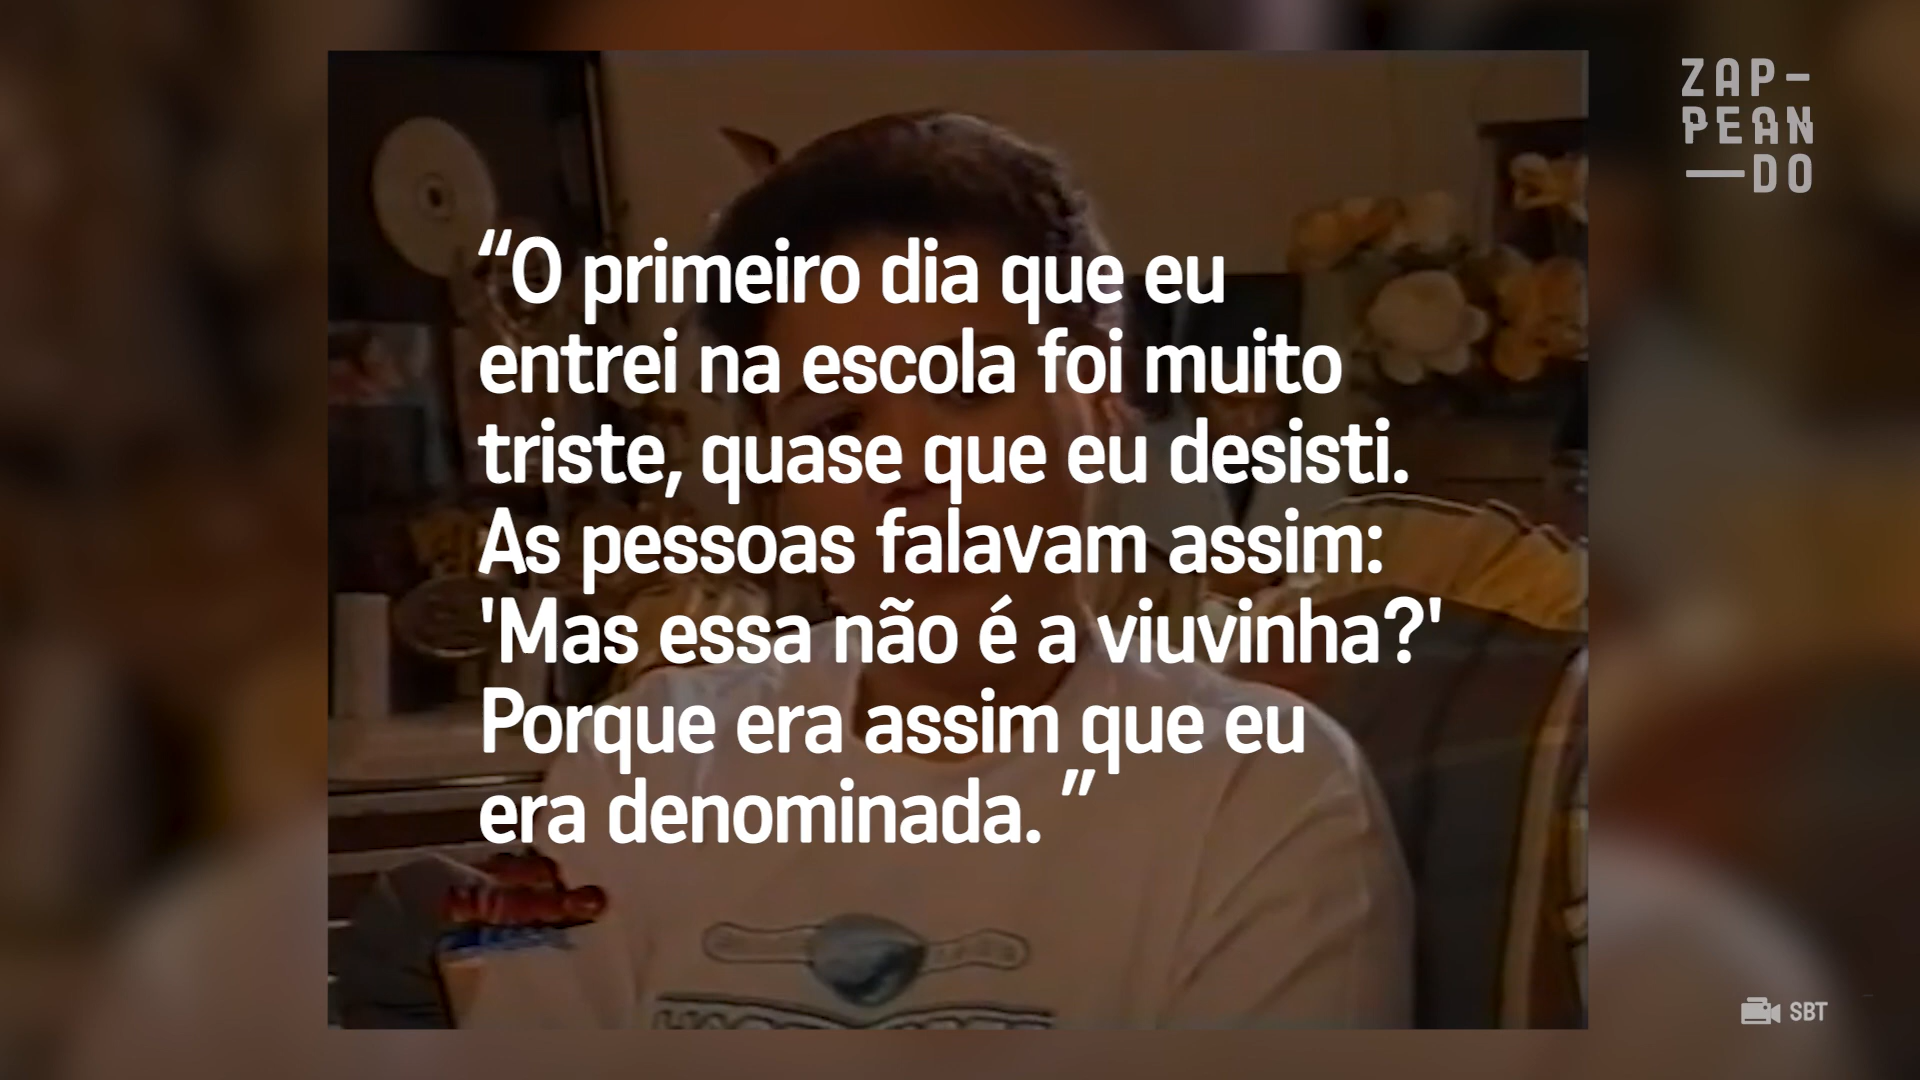 ZAP-
PEAN
—DO
“O primeiro dia que eu
entrei na escola foi muito
triste, quase que eu desisti.
As pessoas falavam assim:
'Mas essa não é a viuvinha?'
Porque era assim que eu
era denominada. ”
SBT